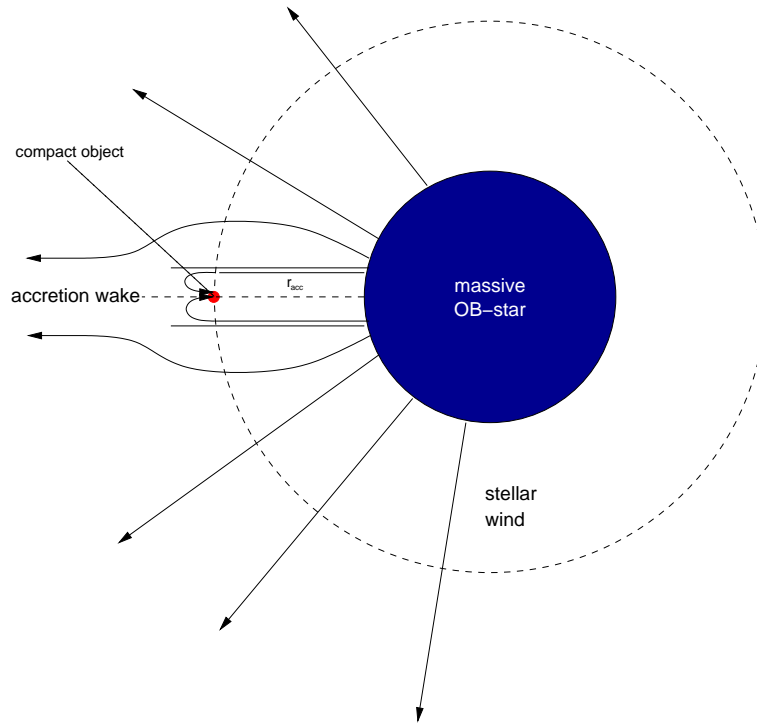 compact object
r_acc
accretion wake
massive
OB−star
stellar
wind